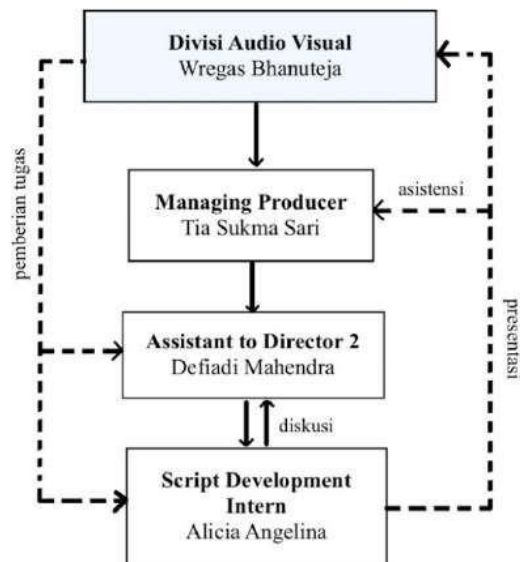 Divisi Audio Visual
Wregas Bhanuteja
pemberian tugas
Managing Producer
Tia Sukma Sari
asistensi
presentasi
Assistant to Director 2
Defiadi Mahendra
diskusi
Script Development
Intern
Alicia Angelina